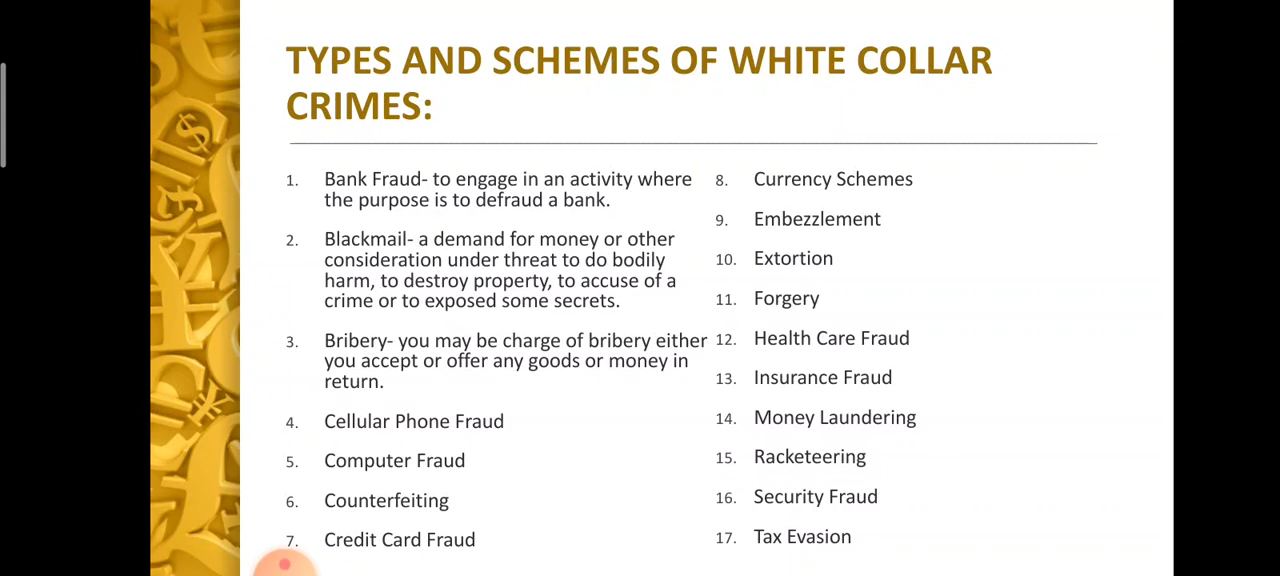 TYPES AND SCHEMES OF WHITE COLLAR
CRIMES:
1. Bank Fraud- to engage in an activity where
the purpose is to defraud a bank.
2. Blackmail- a demand for money or other
consideration under threat to do bodily
harm, to destroy property, to accuse of a
crime or to exposed some secrets.
3. Bribery- you may be charge of bribery either
you accept or offer any goods or money in
return.
4. Cellular Phone Fraud
5. Computer Fraud
6. Counterfeiting
7. Credit Card Fraud
8. Currency Schemes
9. Embezzlement
10. Extortion
11. Forgery
12. Health Care Fraud
13. Insurance Fraud
14. Money Laundering
15. Racketeering
16. Security Fraud
17. Tax Evasion